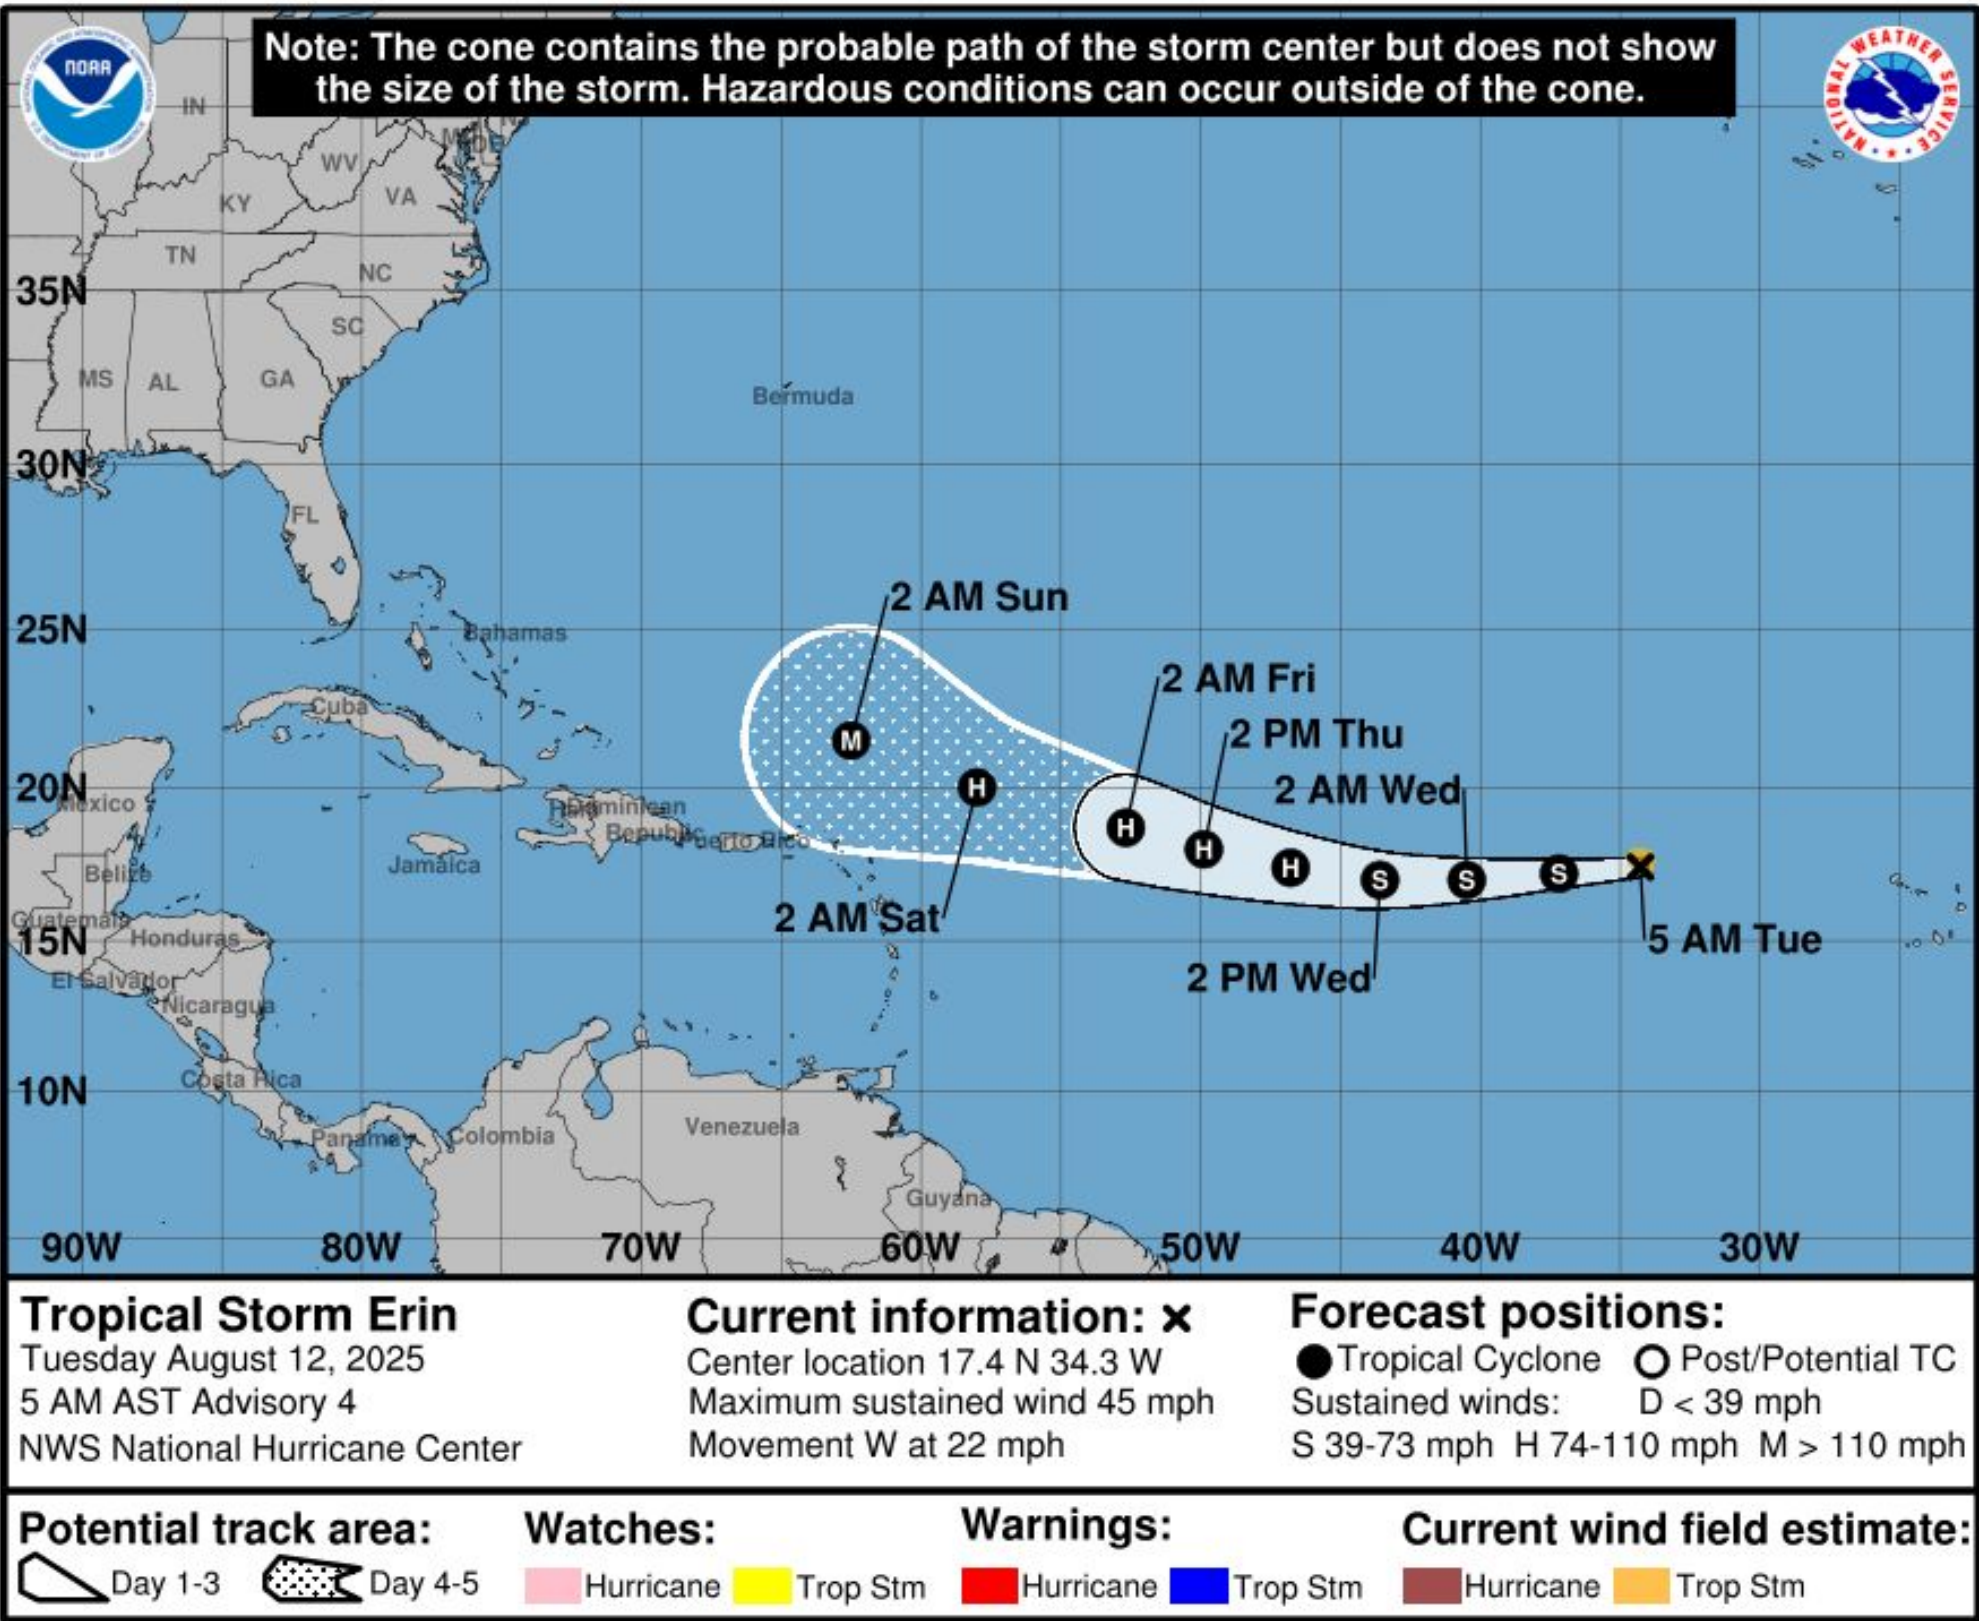 Note: The cone contains the probable path of the storm center but does not show
the size of the storm. Hazardous conditions can occur outside of the cone.
NOAA
NATIONAL WEATHER SERVICE
IN
WV
KY
VA
TN
NC
35N
SC
MS
AL
GA
Bermuda
30N
FL
2 AM Sun
25N
Bahamas
2 AM Fri
Cuba
2 PM Thu
M
2 AM Wed
20N
H
Mexico
Dominican
Republic
Puerto Rico
H
H
H
S
S
S
Jamaica
Belize
2 AM Sat
Guatemala
15N
Honduras
5 AM Tue
El Salvador
2 PM Wed
Nicaragua
Costa Rica
10N
Panama
Colombia
Venezuela
Guyana
90W 80W 70W 60W 50W 40W 30W
Tropical Storm Erin
Tuesday August 12, 2025
5 AM AST Advisory 4
NWS National Hurricane Center
Current information: x
Center location 17.4 N 34.3 W
Maximum sustained wind 45 mph
Movement W at 22 mph
Forecast positions:
Tropical Cyclone Post/Potential TC
Sustained winds: D < 39 mph
S 39-73 mph H 74-110 mph M > 110 mph
Potential track area:
Day 1-3 Day 4-5
Watches:
Hurricane Trop Stm
Warnings:
Hurricane Trop Stm
Current wind field estimate:
Hurricane Trop Stm